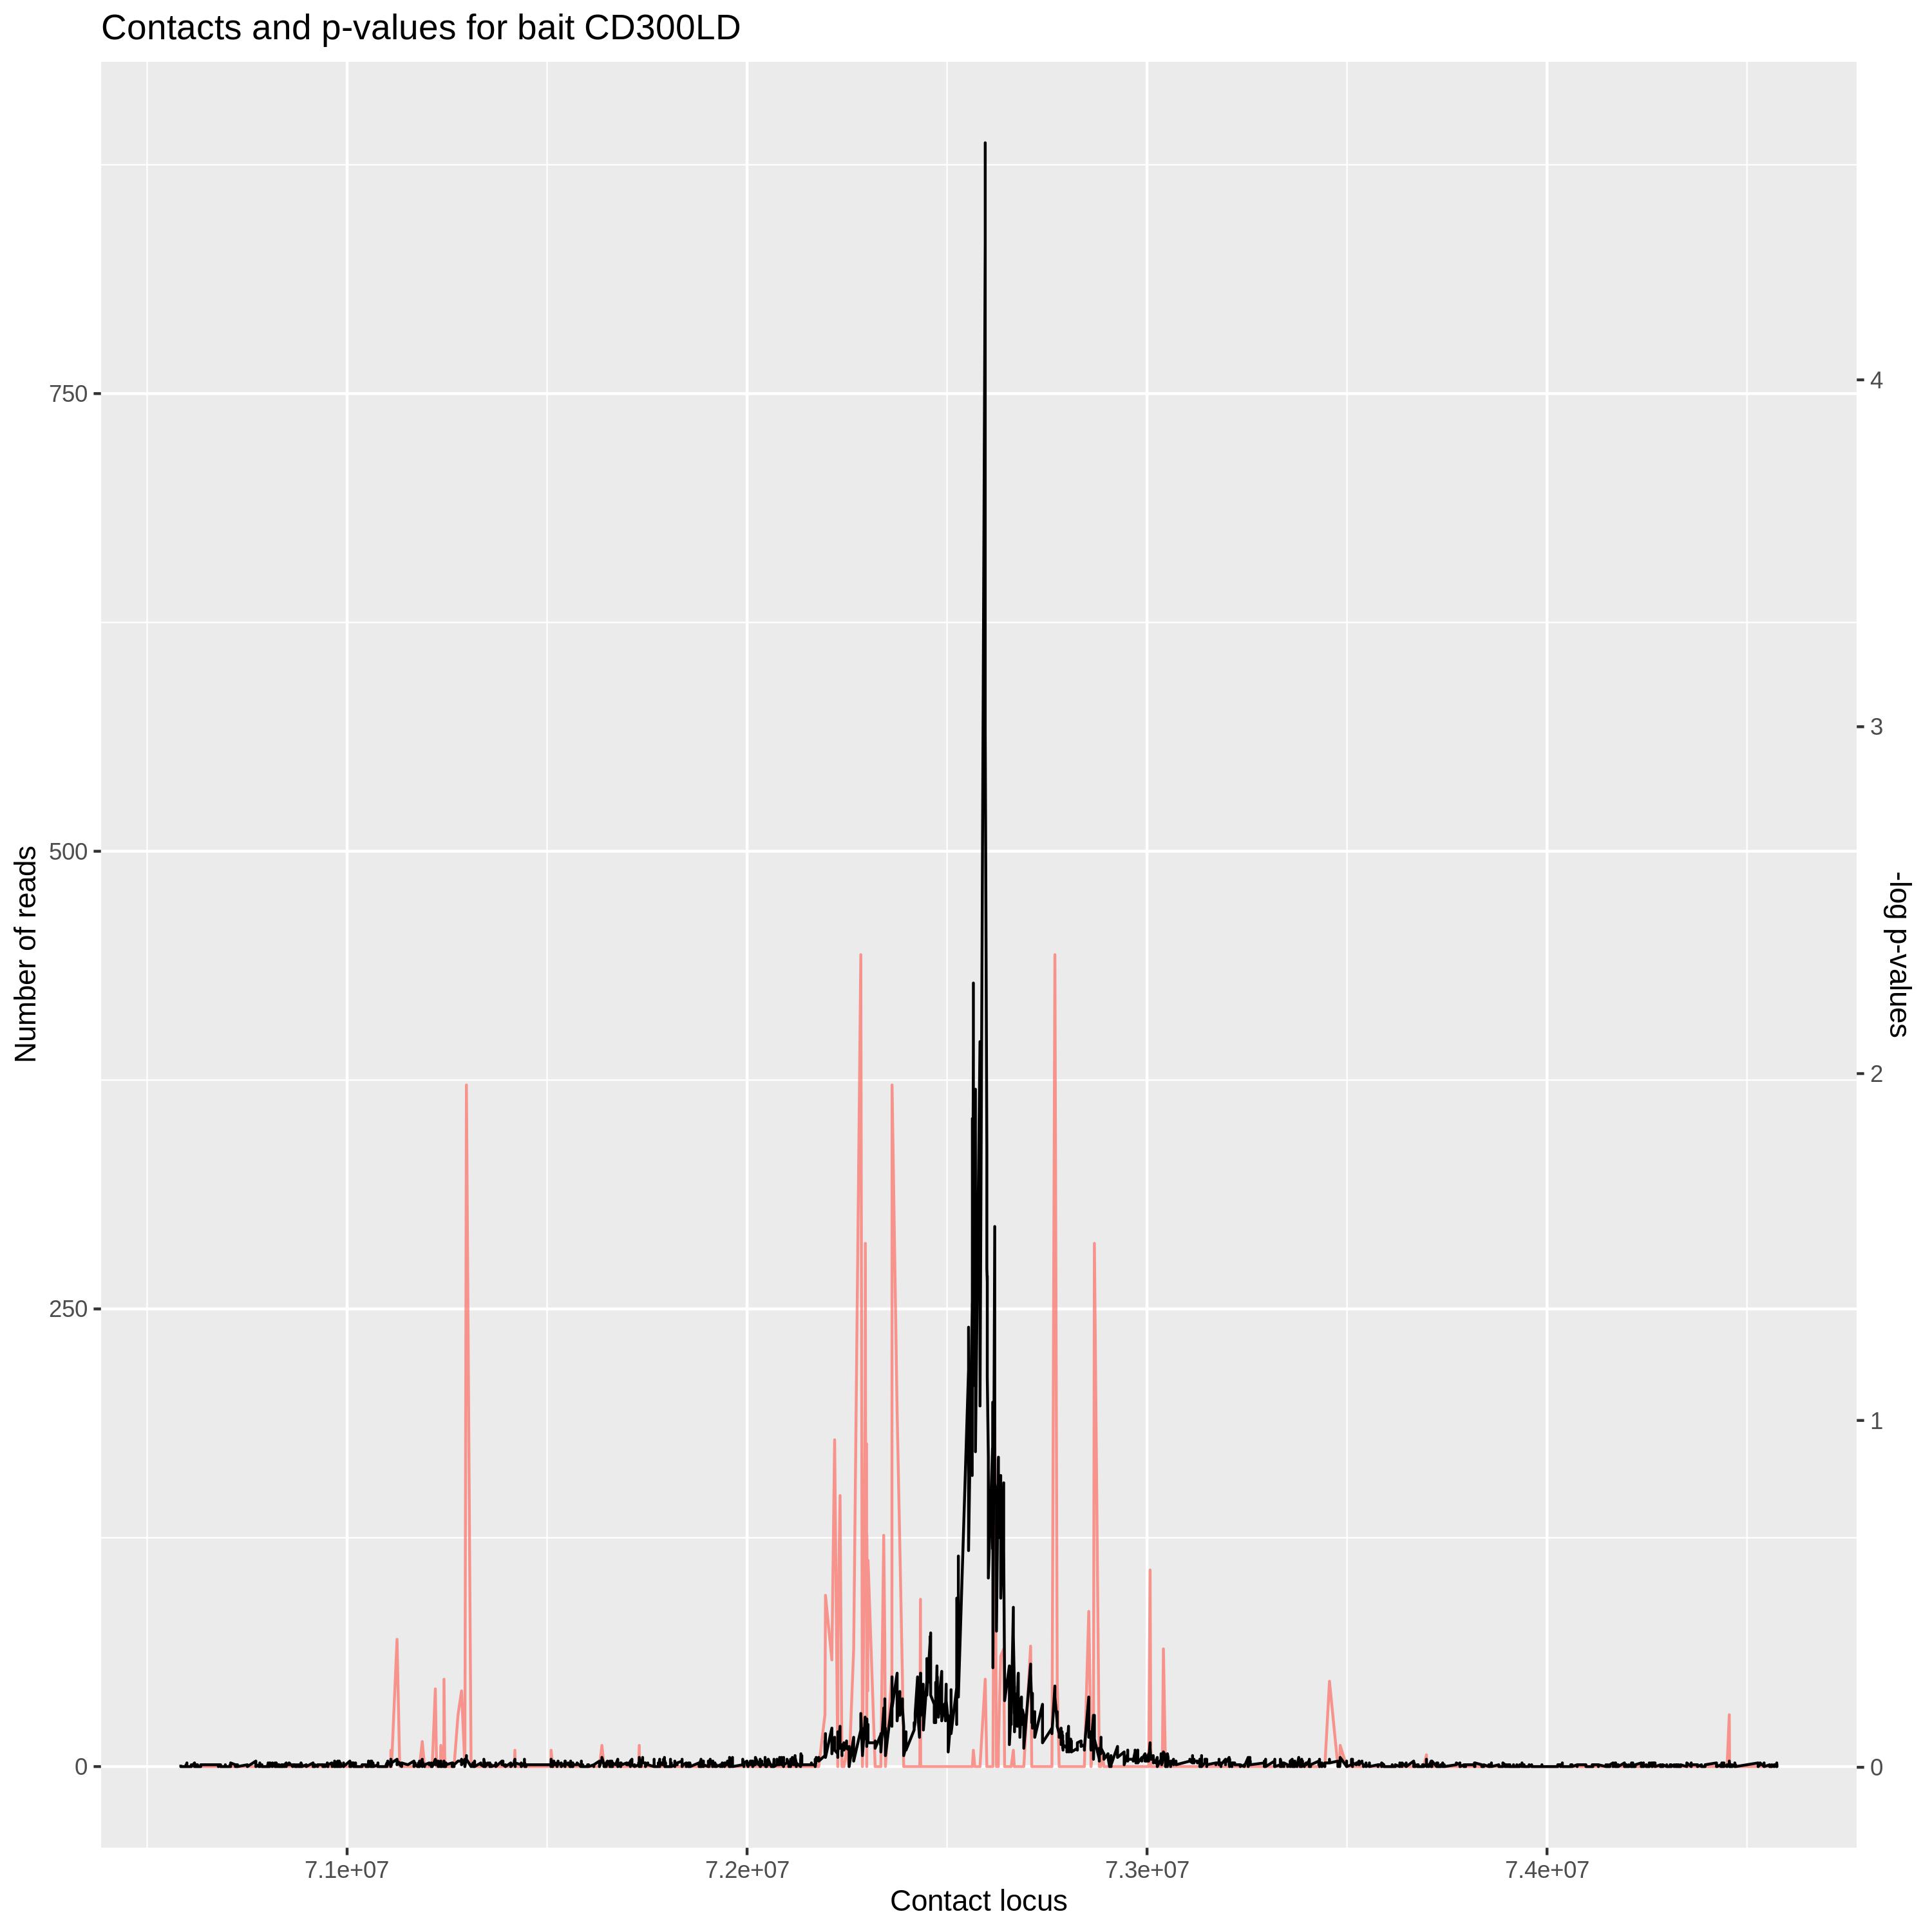 Contacts and p-values for bait CD300LD
Number of reads
750
500
250
0
4
3
2
1
0
-log p-values
7.1e+07 7.2e+07 7.3e+07 7.4e+07
Contact locus